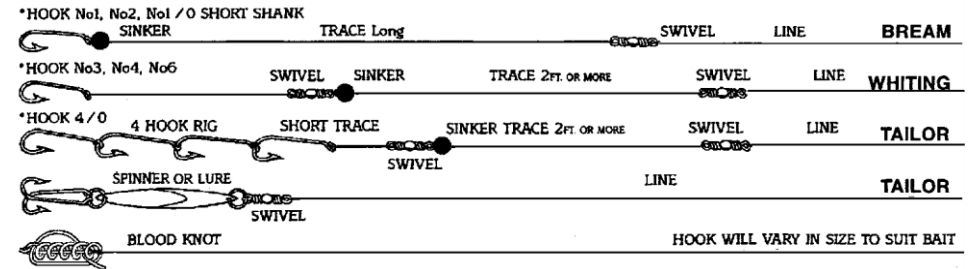 *HOOK No1, No2, No1/0 SHORT SHANK
SINKER TRACE Long SWIVEL LINE BREAM
*HOOK No3, No4, No6
SWIVEL SINKER TRACE 2FT. OR MORE SWIVEL LINE WHITING
*HOOK 4/0
4 HOOK RIG SHORT TRACE SINKER TRACE 2FT. OR MORE SWIVEL LINE TAILOR
SWIVEL
SPINNER OR LURE LINE TAILOR
SWIVEL
BLOOD KNOT HOOK WILL VARY IN SIZE TO SUIT BAIT